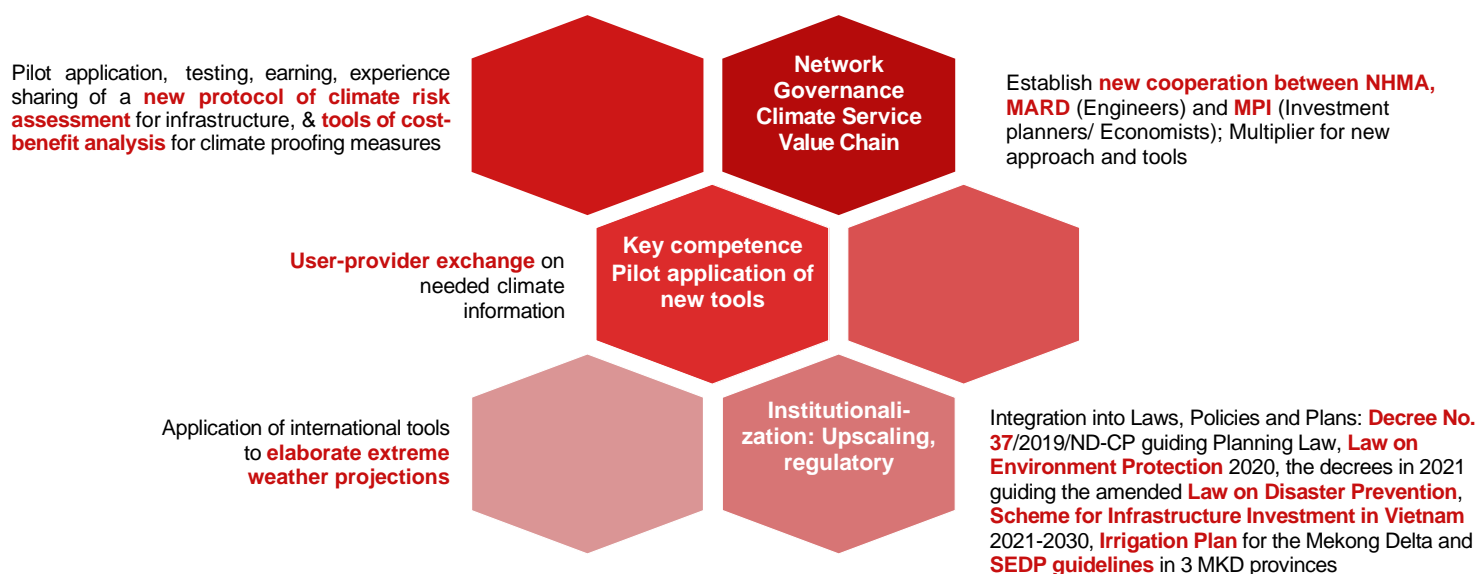 Pilot application, testing, earning, experience
sharing of a new protocol of climate risk
assessment for infrastructure, & tools of cost-
benefit analysis for climate proofing measures
Network
Governance
Climate Service
Value Chain
Establish new cooperation between NHMA,
MARD (Engineers) and MPI (Investment
planners/ Economists); Multiplier for new
approach and tools
User-provider exchange on
needed climate
information
Key competence
Pilot application of
new tools
Application of international tools
to elaborate extreme
weather projections
Institutionali-
zation: Upscaling,
regulatory
Integration into Laws, Policies and Plans: Decree No.
37/2019/ND-CP guiding Planning Law, Law on
Environment Protection 2020, the decrees in 2021
guiding the amended Law on Disaster Prevention,
Scheme for Infrastructure Investment in Vietnam
2021-2030, Irrigation Plan for the Mekong Delta and
SEDP guidelines in 3 MKD provinces